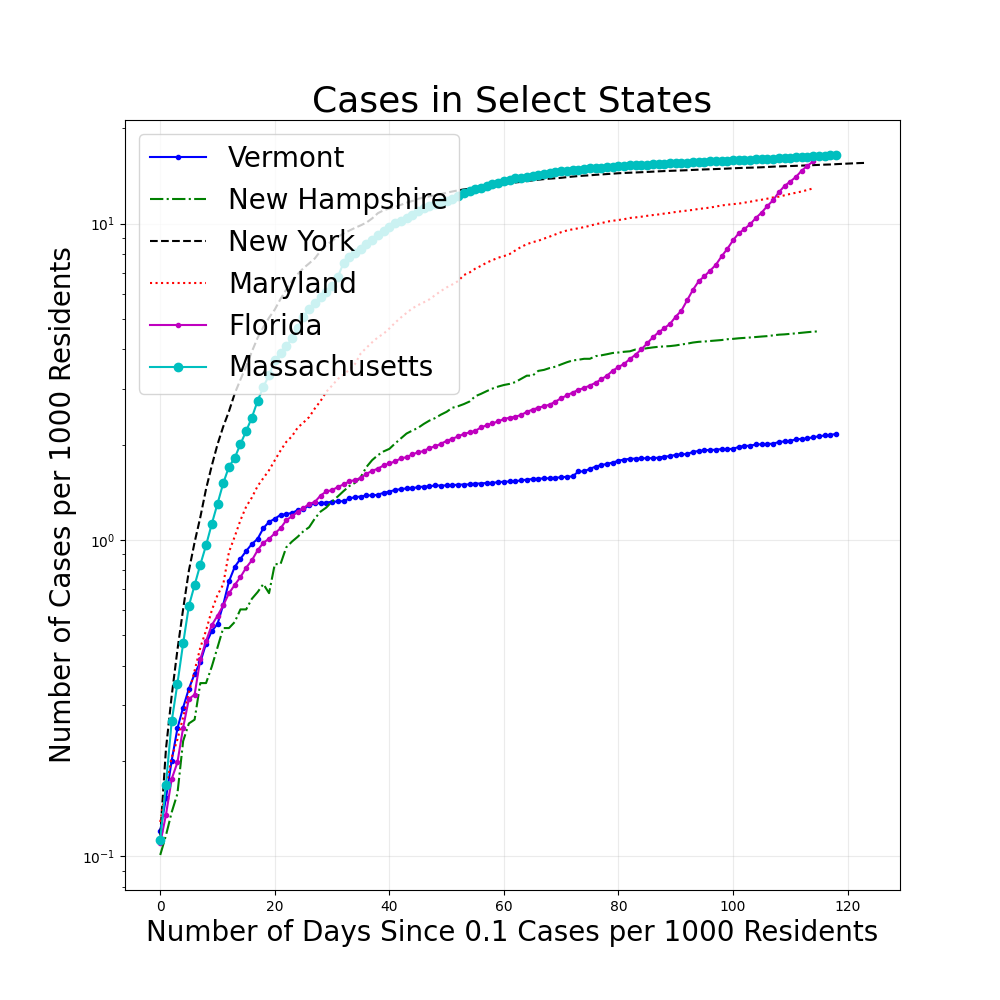 Cases in Select States
Vermont
New Hampshire
New York
Maryland
Florida
Massachusetts
Number of Cases per 1000 Residents
10¹
10⁰
10⁻¹
0 20 40 60 80 100 120
Number of Days Since 0.1 Cases per 1000 Residents